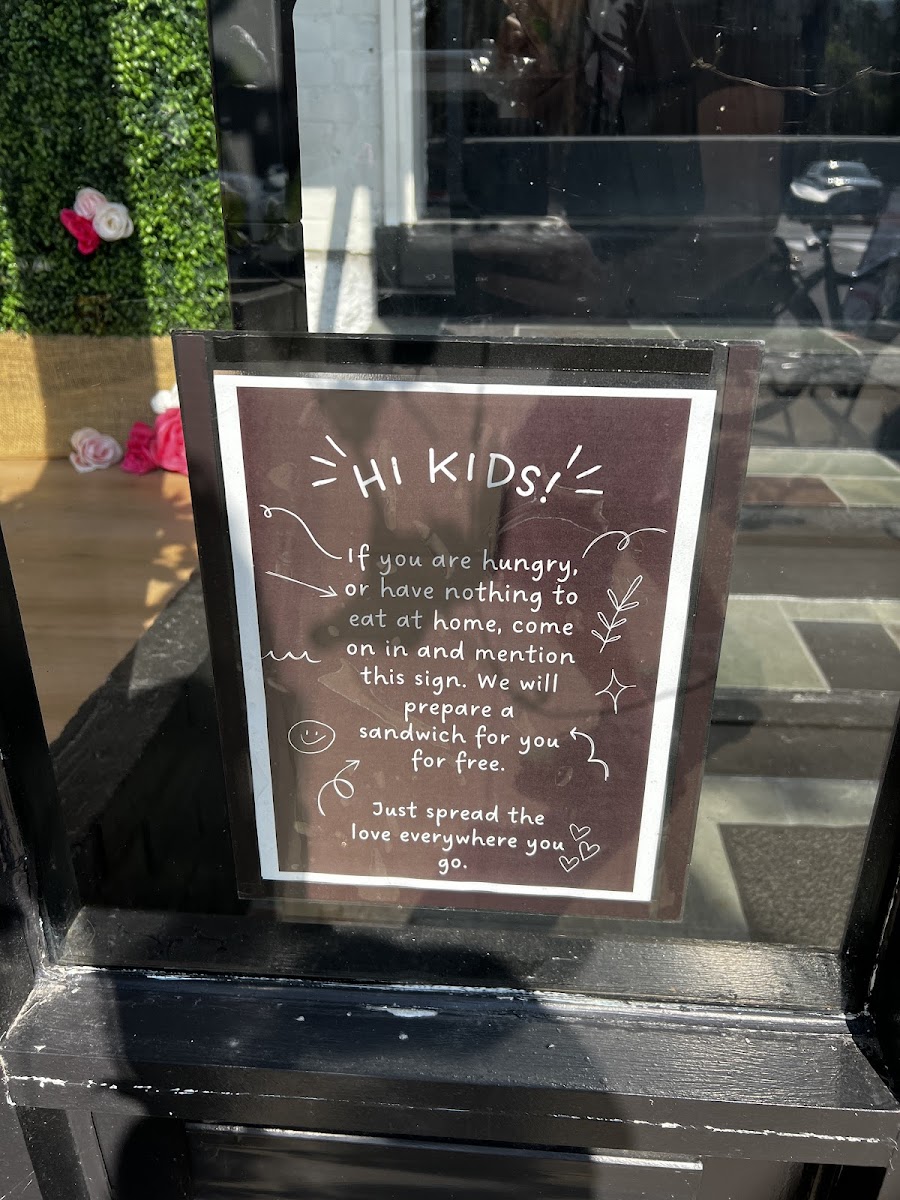 HI KIDS!
If you are hungry,
or have nothing to
eat at home, come
on in and mention
this sign. We will
prepare a
sandwich for you
for free.
Just spread the
love everywhere you
go.